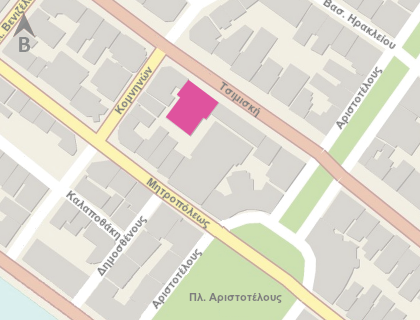 Βασ. Ηρακλείου
Β
Κομνηνών
Τσιμισκή
Αριστοτέλους
Μητροπόλεως
Καλαποθάκη
Δημοσθένους
Αριστοτέλους
Πλ. Αριστοτέλους